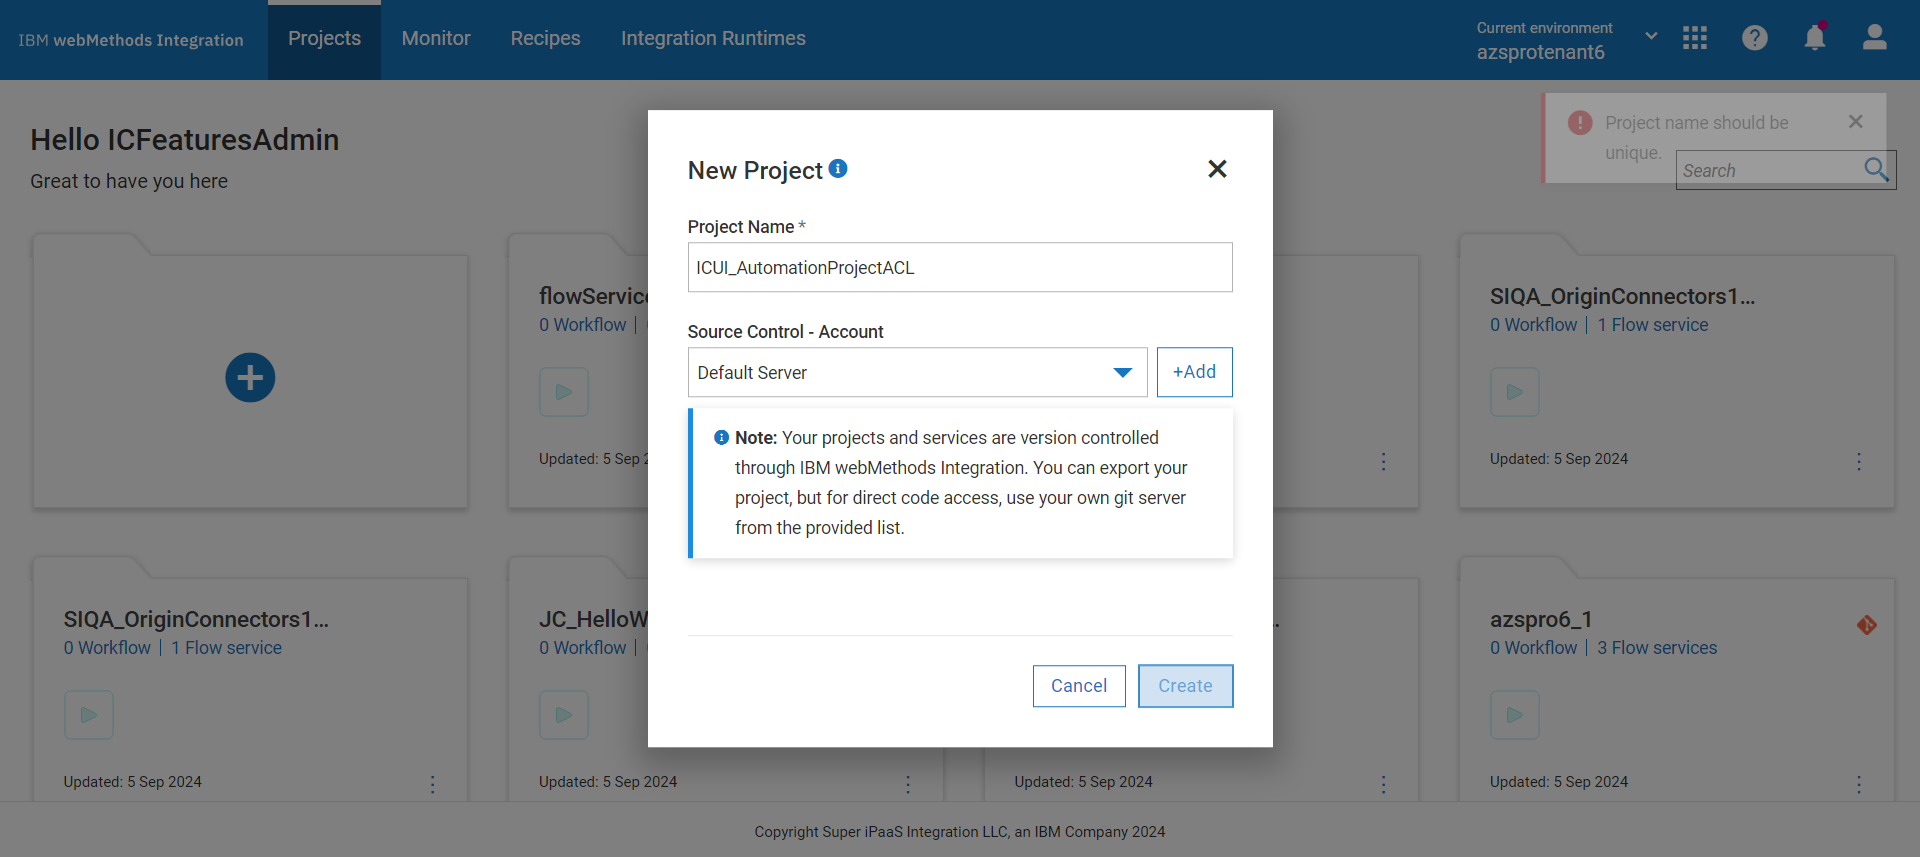 IBM webMethods Integration
Projects
Monitor
Recipes
Integration Runtimes
Current environment
azsprotenant6
Hello ICFeaturesAdmin
Great to have you here
Project name should be
unique.
Search
New Project
Project Name *
ICUI_AutomationProjectACL
Source Control - Account
Default Server
+Add
Note: Your projects and services are version controlled
through IBM webMethods Integration. You can export your
project, but for direct code access, use your own git server
from the provided list.
Cancel
Create
0 Workflow
Updated: 5 Sep
SIQA_OriginConnectors1...
0 Workflow | 1 Flow service
Updated: 5 Sep 2024
SIQA_OriginConnectors1...
0 Workflow | 1 Flow service
Updated: 5 Sep 2024
0 Workflow
Updated: 5 Sep 2024
Updated: 5 Sep 2024
azspro6_1
0 Workflow | 3 Flow services
Updated: 5 Sep 2024
Copyright Super iPaaS Integration LLC, an IBM Company 2024